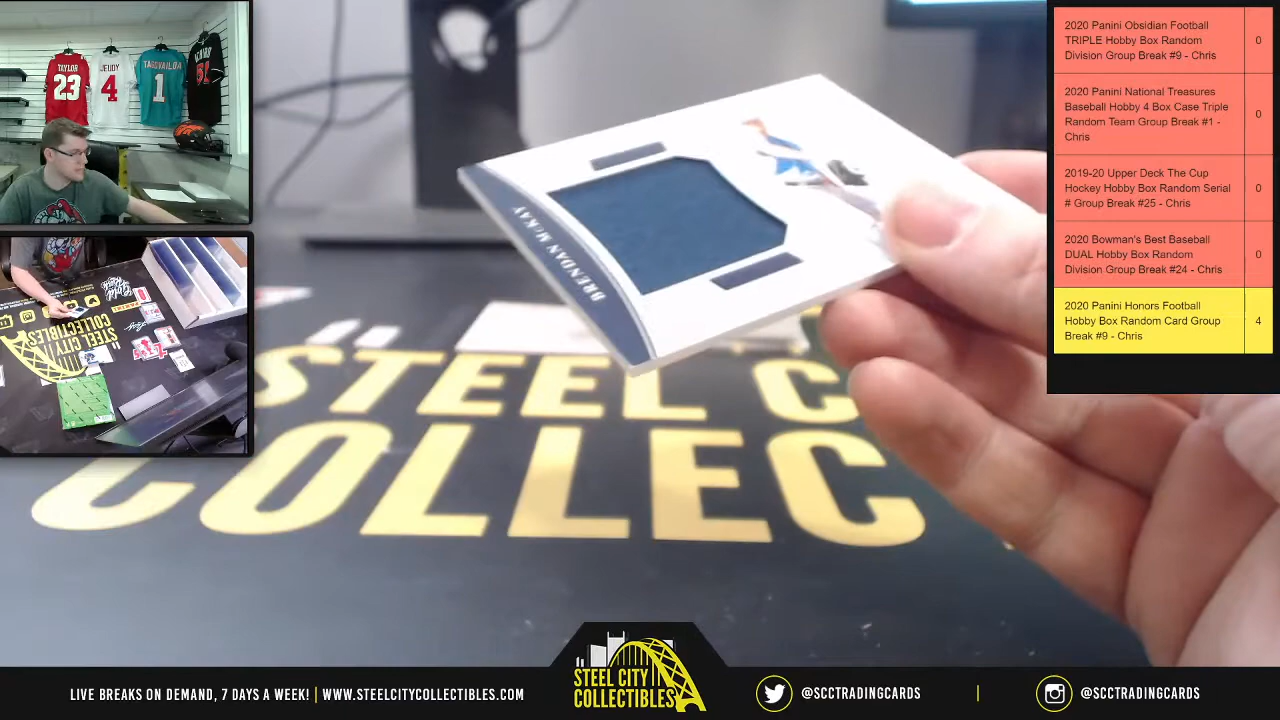 TAYLOR
23
JEUDY
4
TAGOVAILOA
1
STEEL CITY
COLLECTIBLES
BRENDAN McKAY
STEEL C
COLLEC
2020 Panini Obsidian Football
TRIPLE Hobby Box Random
Division Group Break #9 - Chris
0
2020 Panini National Treasures
Baseball Hobby 4 Box Case Triple
Random Team Group Break #1 -
Chris
0
2019-20 Upper Deck The Cup
Hockey Hobby Box Random Serial
# Group Break #25 - Chris
0
2020 Bowman's Best Baseball
DUAL Hobby Box Random
Division Group Break #24 - Chris
0
2020 Panini Honors Football
Hobby Box Random Card Group
Break #9 - Chris
4
LIVE BREAKS ON DEMAND, 7 DAYS A WEEK! | WWW.STEELCITYCOLLECTIBLES.COM
STEEL CITY
COLLECTIBLES
@SCCTRADINGCARDS | @SCCTRADINGCARDS